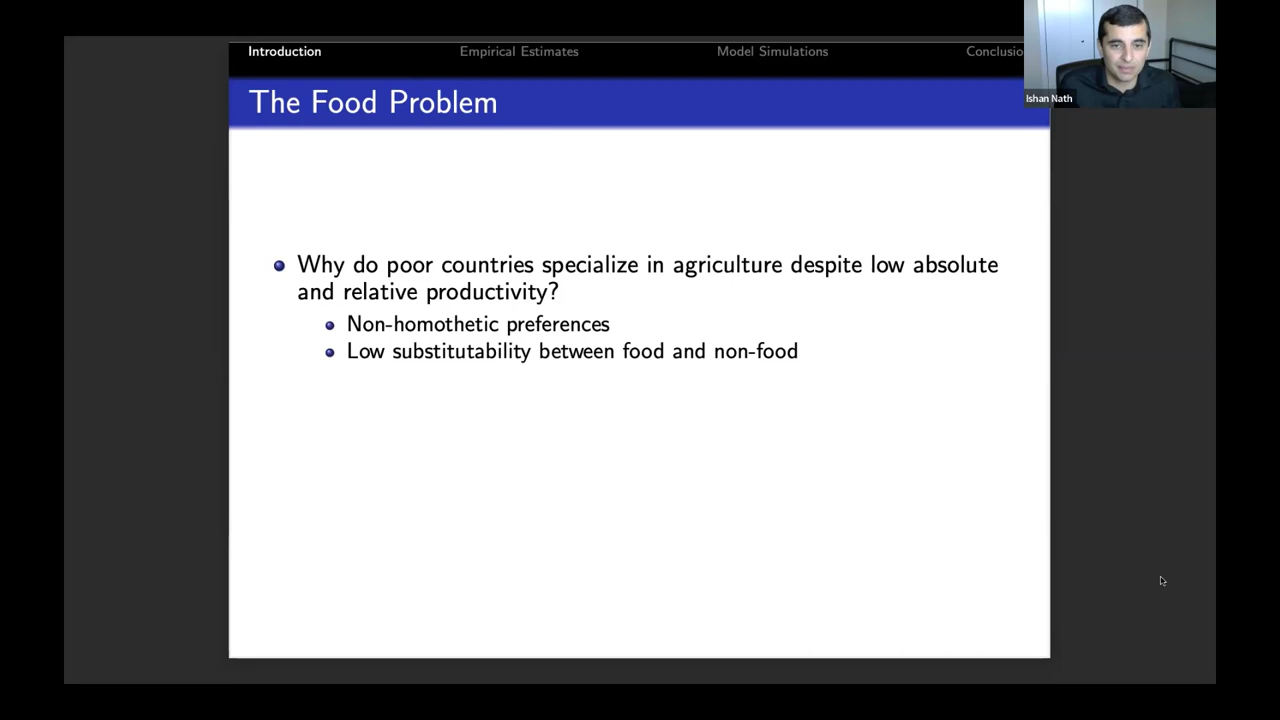 Introduction
Empirical Estimates
Model Simulations
Conclusio
Ishan Nath
The Food Problem
Why do poor countries specialize in agriculture despite low absolute
and relative productivity?
Non-homothetic preferences
Low substitutability between food and non-food